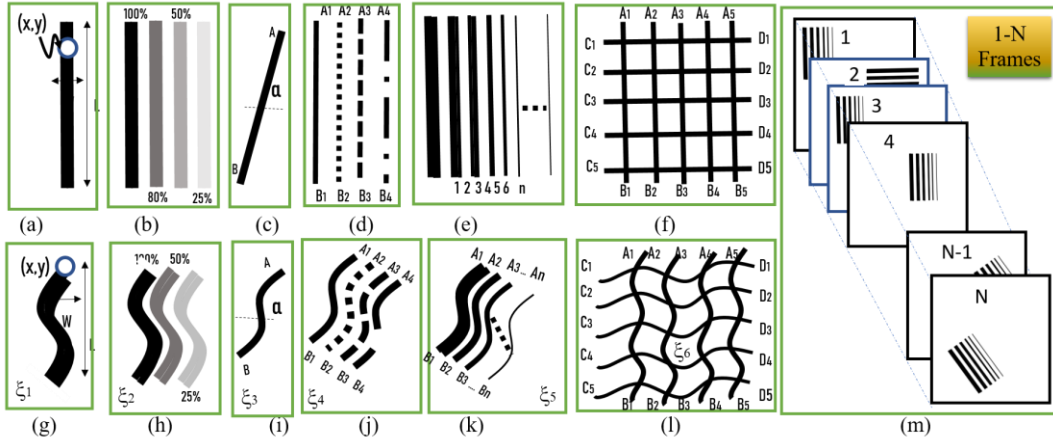 (x,y)
L
(a)
100% 50%
80% 25%
(b)
A
α
B
(c)
A1 A2 A3 A4
B1 B2 B3 B4
(d)
1 2 3 4 5 6 n
(e)
A1 A2 A3 A4 A5
C1 D1
C2 D2
C3 D3
C4 D4
C5 D5
B1 B2 B3 B4 B5
(f)
(x,y)
W
L
ξ1
(g)
100% 50%
25%
ξ2
(h)
A
α
B
ξ3
(i)
A1 A2 A3 A4
B1 B2 B3 B4
ξ4
(j)
A1 A2 A3... An
B1 B2 B3... Bn
ξ5
(k)
A1 A2 A3 A4 A5
C1 D1
C2 D2
C3 D3
C4 D4
C5 D5
ξ6
B1 B2 B3 B4 B5
(l)
1-N
Frames
1
2
3
4
N-1
N
(m)